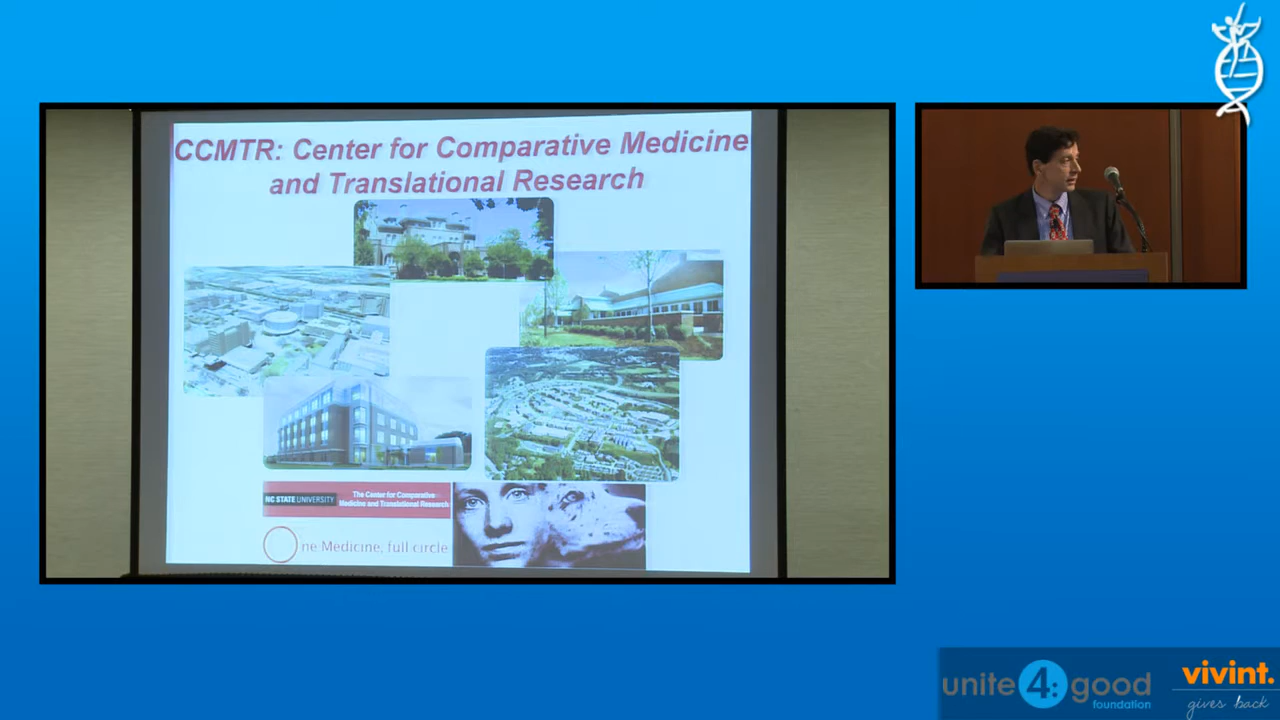 CCMTR: Center for Comparative Medicine
and Translational Research
NC STATE UNIVERSITY
The Center for Comparative
Medicine and Translational Research
One Medicine, full circle
unite 4: good
foundation
vivint.
gives back